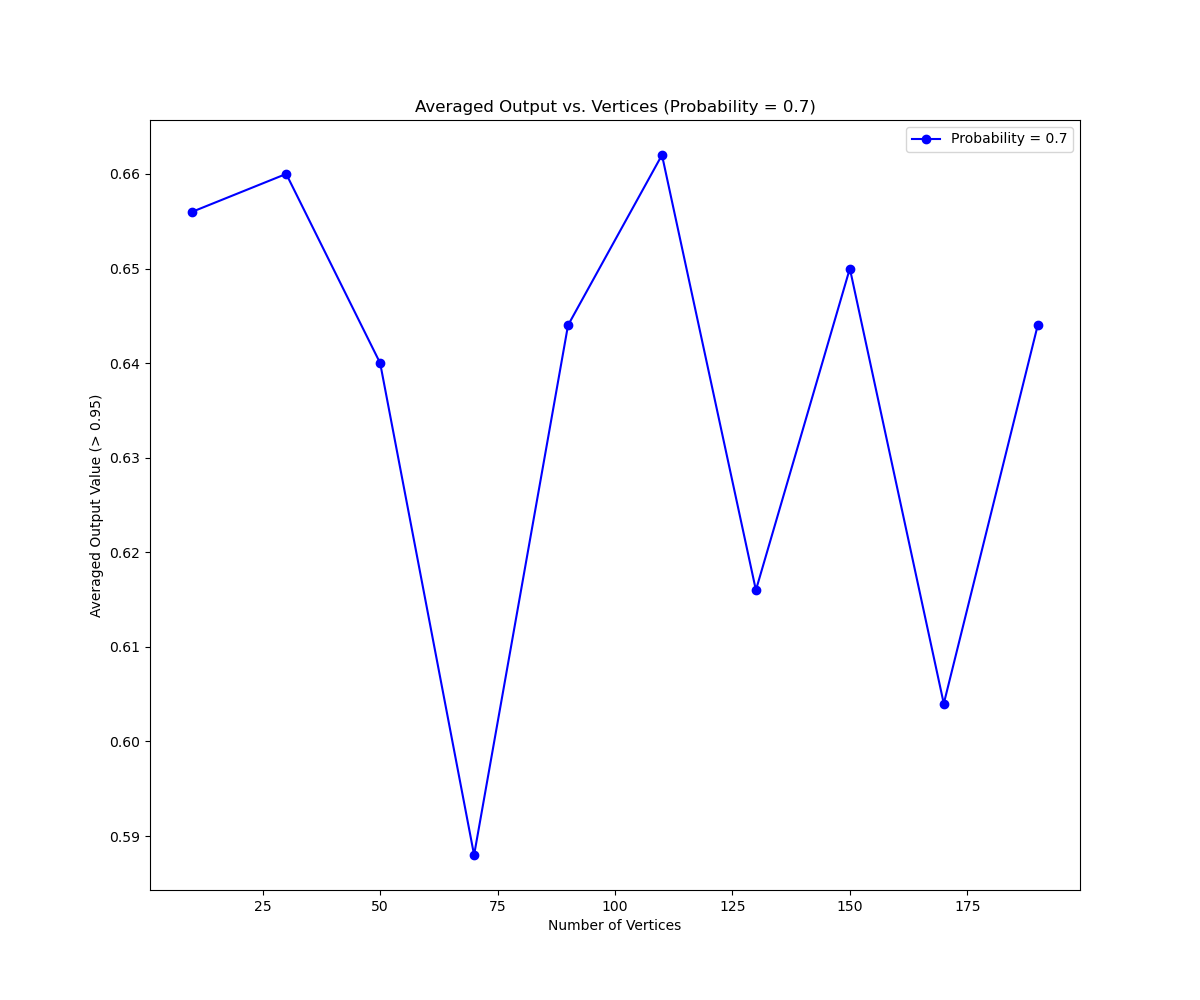 Averaged Output vs. Vertices (Probability = 0.7)
Probability = 0.7
0.66
0.65
0.64
0.63
0.62
0.61
0.60
0.59
Averaged Output Value (> 0.95)
25 50 75 100 125 150 175
Number of Vertices